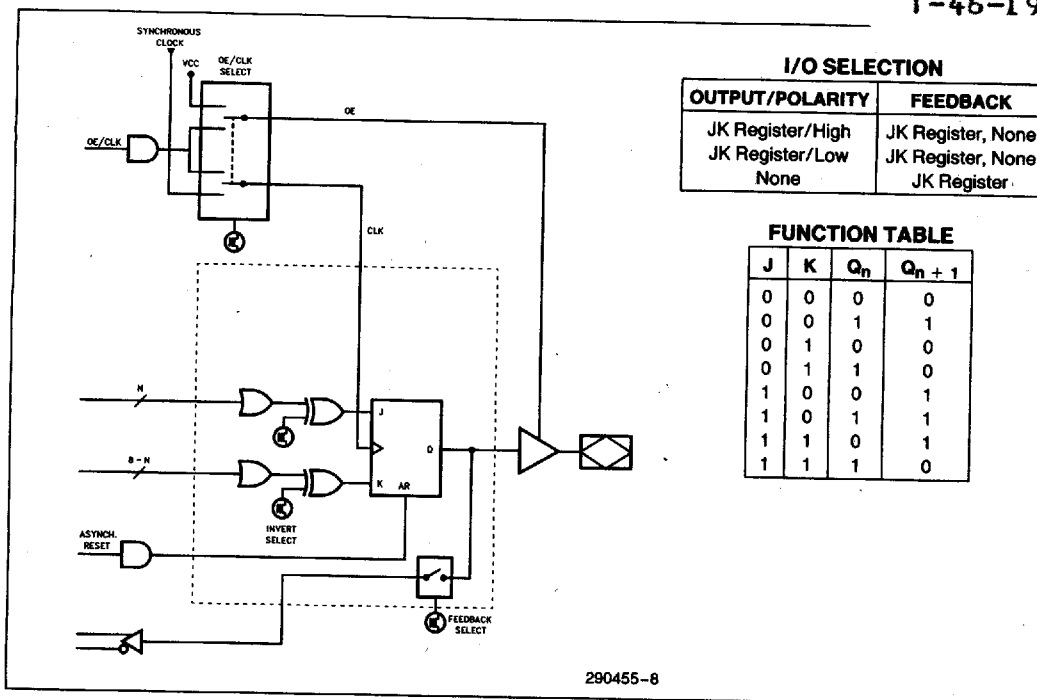 T-46-19
SYNCHRONOUS
CLOCK
VCC
OE/CLK
SELECT
OE
OE/CLK
CLK
N
J
Q
8 - N
K
AR
INVERT
SELECT
ASYNCH.
RESET
FEEDBACK
SELECT
290455-8
I/O SELECTION
OUTPUT/POLARITY FEEDBACK
JK Register/High JK Register, None
JK Register/Low JK Register, None
None JK Register
FUNCTION TABLE
J K Qn Qn + 1
0 0 0 0
0 0 1 1
0 1 0 0
0 1 1 0
1 0 0 1
1 0 1 1
1 1 0 1
1 1 1 0